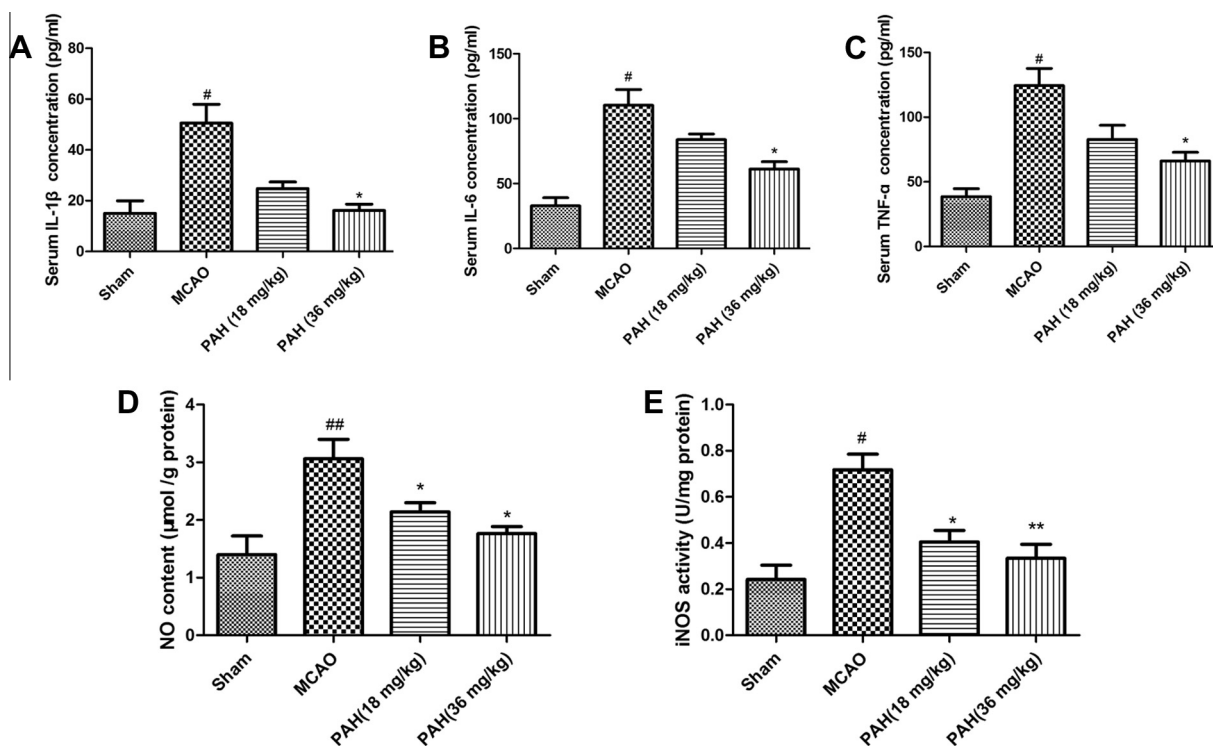 A
Serum IL-1β concentration (pg/ml)
80
60
40
20
0
#
*
Sham
MCAO
PAH (18 mg/kg)
PAH (36 mg/kg)
B
Serum IL-6 concentration (pg/ml)
150
100
50
0
#
*
Sham
MCAO
PAH (18 mg/kg)
PAH (36 mg/kg)
C
Serum TNF-α concentration (pg/ml)
150
100
50
0
#
*
Sham
MCAO
PAH (18 mg/kg)
PAH (36 mg/kg)
D
NO content (μmol /g protein)
4
3
2
1
0
##
*
*
Sham
MCAO
PAH(18 mg/kg)
PAH(36 mg/kg)
E
iNOS activity (U/mg protein)
1.0
0.8
0.6
0.4
0.2
0.0
#
*
**
Sham
MCAO
PAH(18 mg/kg)
PAH(36 mg/kg)